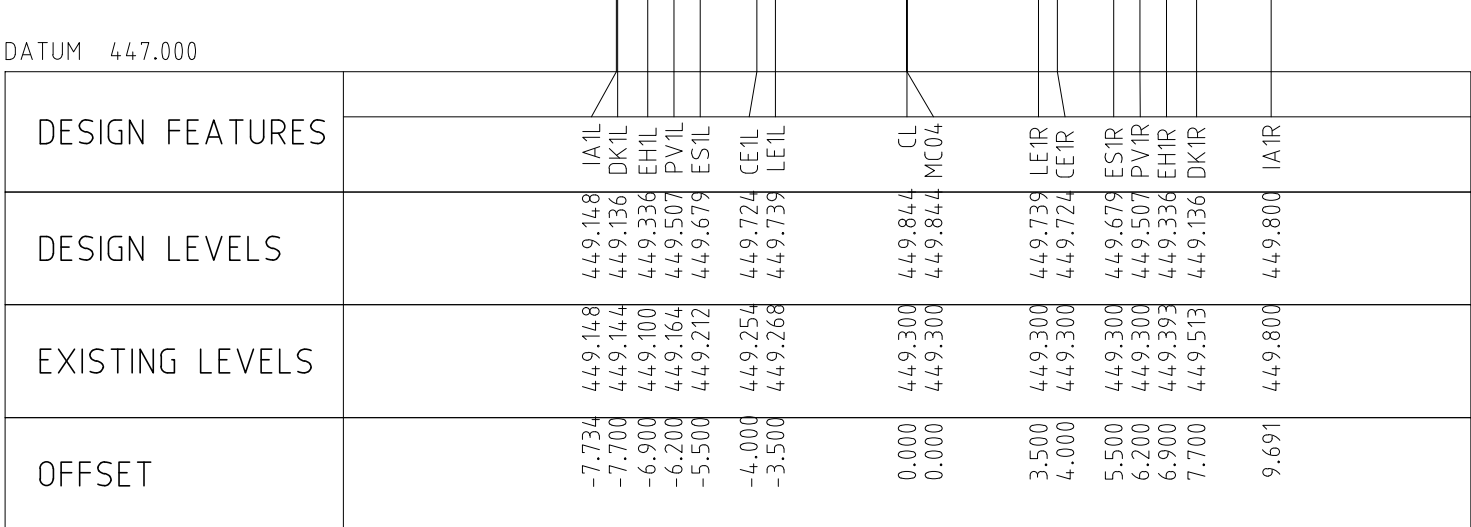 DATUM 447.000
DESIGN FEATURES IA1L DK1L EH1L PV1L ES1L CE1L LE1L CL MC04 LE1R CE1R ES1R PV1R EH1R DK1R IA1R
DESIGN LEVELS 449.148 449.136 449.336 449.507 449.679 449.724 449.739 449.844 449.844 449.739 449.724 449.679 449.507 449.336 449.136 449.800
EXISTING LEVELS 449.148 449.144 449.100 449.164 449.212 449.254 449.268 449.300 449.300 449.300 449.300 449.300 449.300 449.393 449.513 449.800
OFFSET -7.734 -7.700 -6.900 -6.200 -5.500 -4.000 -3.500 0.000 0.000 3.500 4.000 5.500 6.200 6.900 7.700 9.691